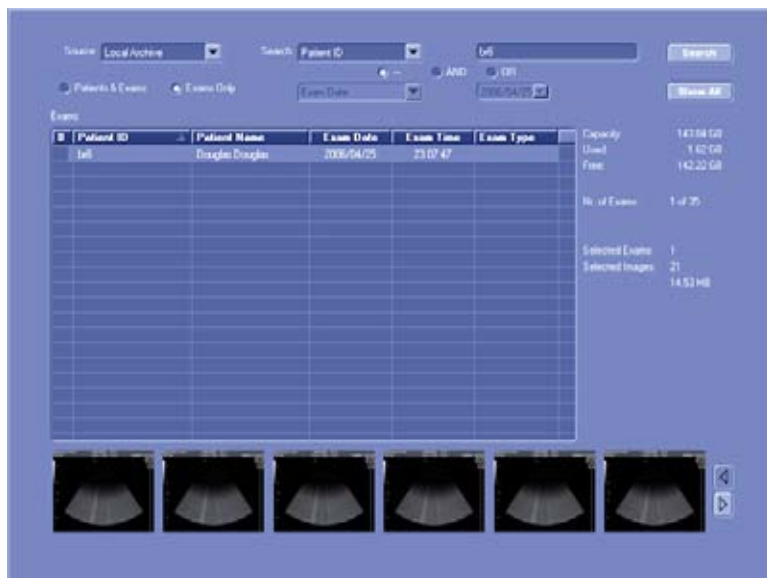 Source: Local Archive Search: Patient ID br6 Search
-- AND OR
Patients & Exams Exams Only Exam Date 2006/04/25 Show All
Exams
Patient ID Patient Name Exam Date Exam Time Exam Type
br6 Douglas Douglas 2006/04/25 23:07:47
Capacity: 143.84 GB
Used: 1.62 GB
Free: 142.22 GB
Nr. of Exams: 1 of 35
Selected Exams: 1
Selected Images: 21
14.53 MB